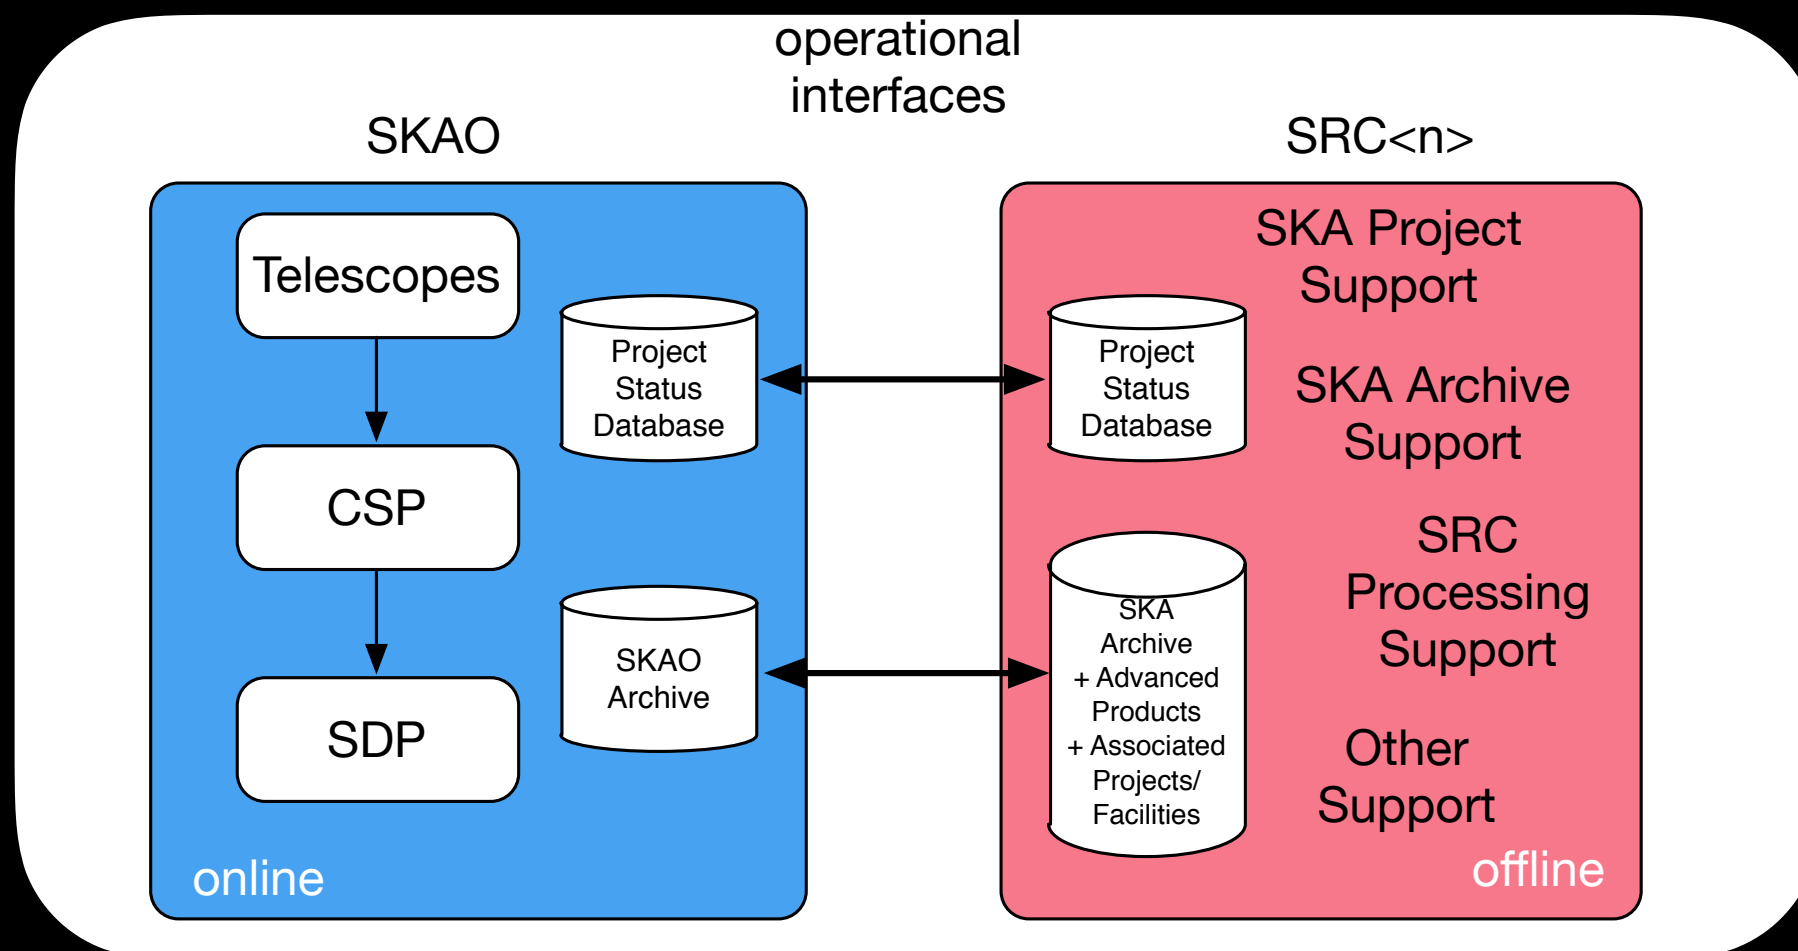 operational
interfaces
SKAO
SRC<n>
Telescopes
CSP
SDP
Project
Status
Database
SKAO
Archive
online
Project
Status
Database
SKA
Archive
+ Advanced
Products
+ Associated
Projects/
Facilities
SKA Project
Support
SKA Archive
Support
SRC
Processing
Support
Other
Support
offline